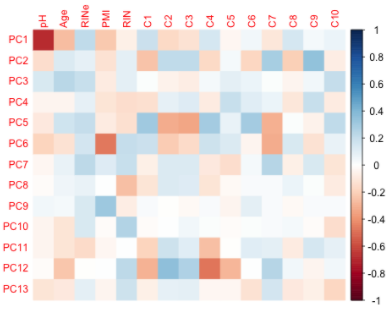 pH Age RINe PMI RIN C1 C2 C3 C4 C5 C6 C7 C8 C9 C10
PC1
PC2
PC3
PC4
PC5
PC6
PC7
PC8
PC9
PC10
PC11
PC12
PC13
1
0.8
0.6
0.4
0.2
0
-0.2
-0.4
-0.6
-0.8
-1